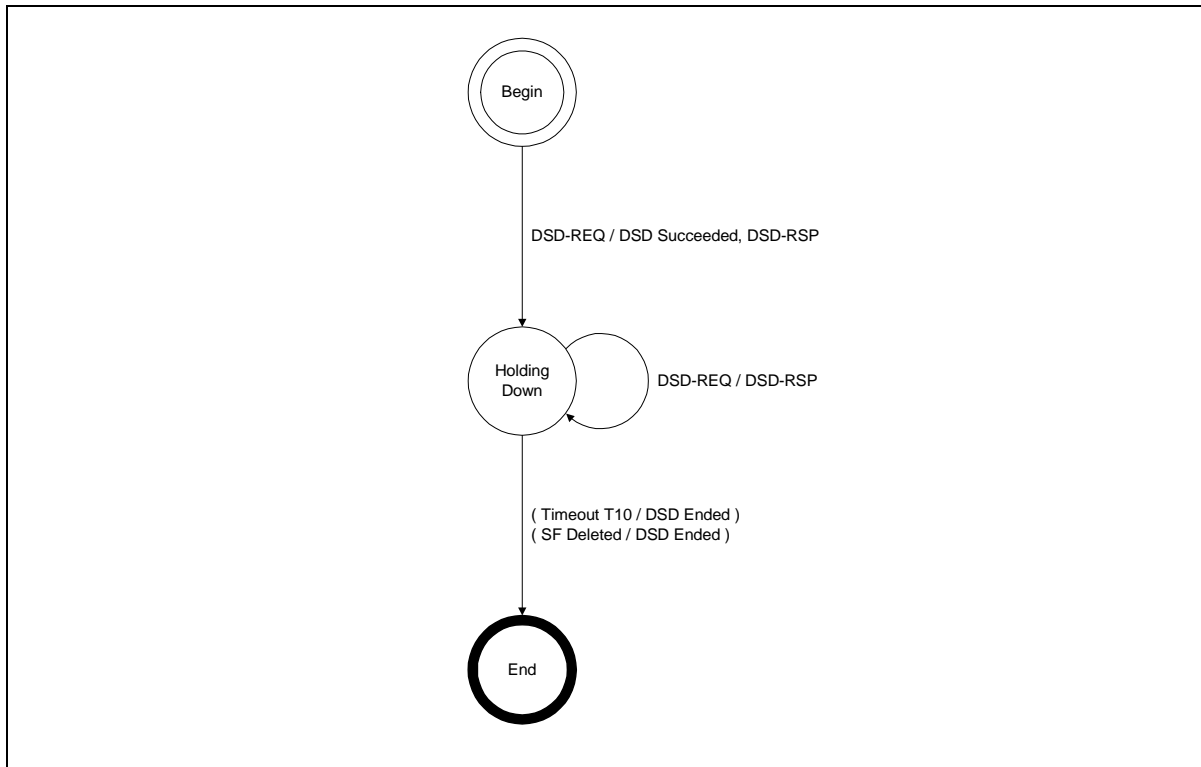 Begin
DSD-REQ / DSD Succeeded, DSD-RSP
Holding
Down
DSD-REQ / DSD-RSP
( Timeout T10 / DSD Ended )
( SF Deleted / DSD Ended )
End